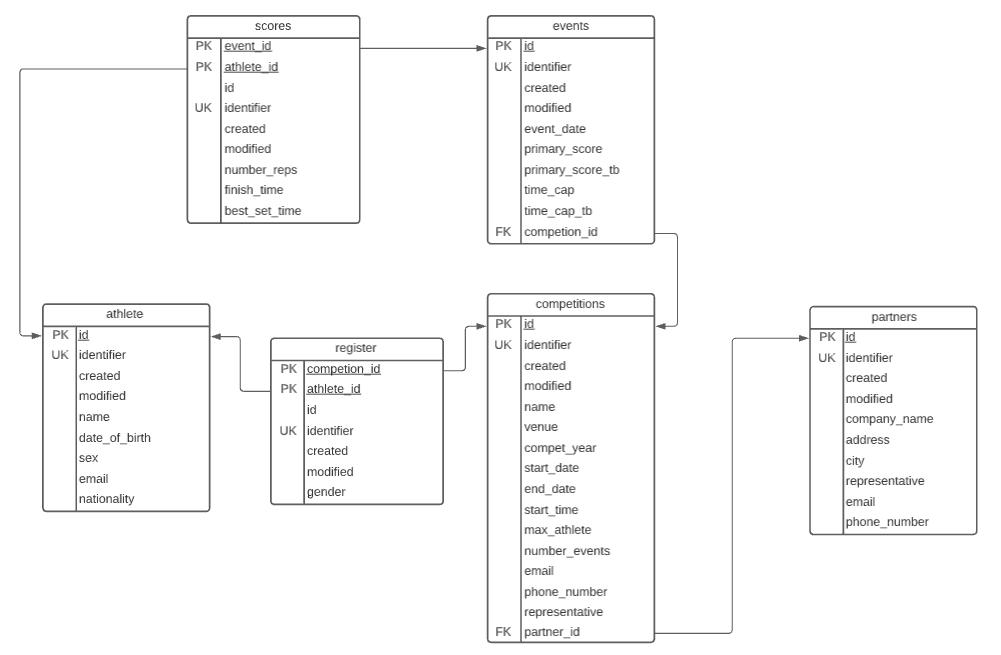 scores
PK event_id
PK athlete_id
id
UK identifier
created
modified
number_reps
finish_time
best_set_time
events
PK id
UK identifier
created
modified
event_date
primary_score
primary_score_tb
time_cap
time_cap_tb
FK competion_id
athlete
PK id
UK identifier
created
modified
name
date_of_birth
sex
email
nationality
register
PK competion_id
PK athlete_id
id
UK identifier
created
modified
gender
competitions
PK id
UK identifier
created
modified
name
venue
compet_year
start_date
end_date
start_time
max_athlete
number_events
email
phone_number
representative
FK partner_id
partners
PK id
UK identifier
created
modified
company_name
address
city
representative
email
phone_number